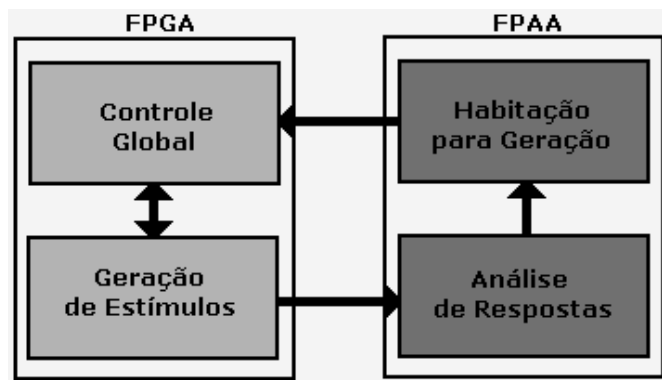 FPGA
FPAA
Controle
Global
Habitação
para Geração
Geração
de Estímulos
Análise
de Respostas